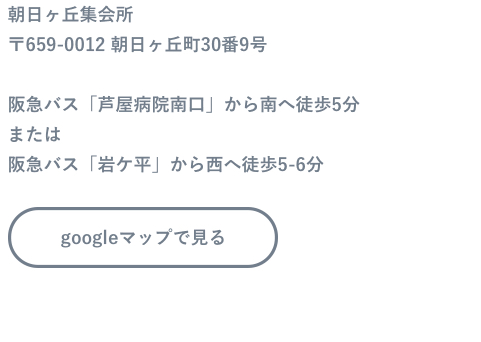 朝日ヶ丘集会所
〒659-0012 朝日ヶ丘町30番9号
阪急バス「芦屋病院南口」から南へ徒歩5分
または
阪急バス「岩ケ平」から西へ徒歩5-6分
googleマップで見る